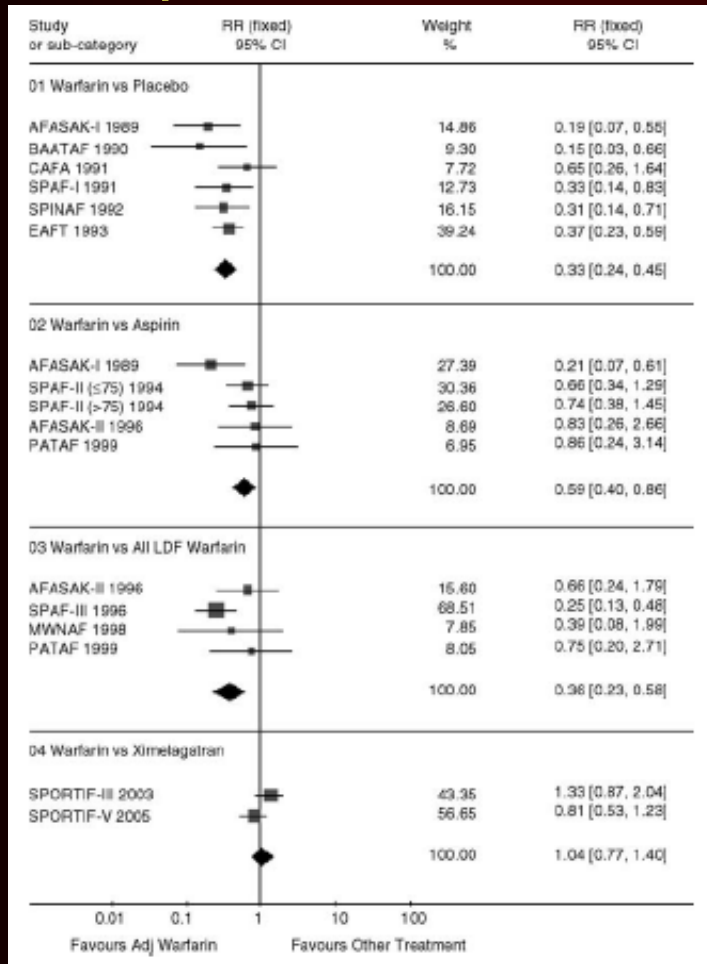 Study RR (fixed) Weight RR (fixed)
or sub-category 95% CI % 95% CI
01 Warfarin vs Placebo
AFASAK-I 1989 14.86 0.19 [0.07, 0.55]
BAATAF 1990 9.30 0.15 [0.03, 0.66]
CAFA 1991 7.72 0.65 [0.26, 1.64]
SPAF-I 1991 12.73 0.33 [0.14, 0.83]
SPINAF 1992 16.15 0.31 [0.14, 0.71]
EAFT 1993 39.24 0.37 [0.23, 0.59]
100.00 0.33 [0.24, 0.45]
02 Warfarin vs Aspirin
AFASAK-I 1989 27.39 0.21 [0.07, 0.61]
SPAF-II (≤75) 1994 30.36 0.66 [0.34, 1.29]
SPAF-II (>75) 1994 26.60 0.74 [0.38, 1.45]
AFASAK-II 1996 8.69 0.83 [0.26, 2.66]
PATAF 1999 6.95 0.86 [0.24, 3.14]
100.00 0.59 [0.40, 0.86]
03 Warfarin vs All LDF Warfarin
AFASAK-II 1996 15.60 0.66 [0.24, 1.79]
SPAF-III 1996 68.51 0.25 [0.13, 0.48]
MWNAF 1998 7.85 0.39 [0.08, 1.99]
PATAF 1999 8.05 0.75 [0.20, 2.71]
100.00 0.36 [0.23, 0.58]
04 Warfarin vs Ximelagatran
SPORTIF-III 2003 43.35 1.33 [0.87, 2.04]
SPORTIF-V 2005 56.65 0.81 [0.53, 1.23]
100.00 1.04 [0.77, 1.40]
0.01 0.1 1 10 100
Favours Adj Warfarin Favours Other Treatment